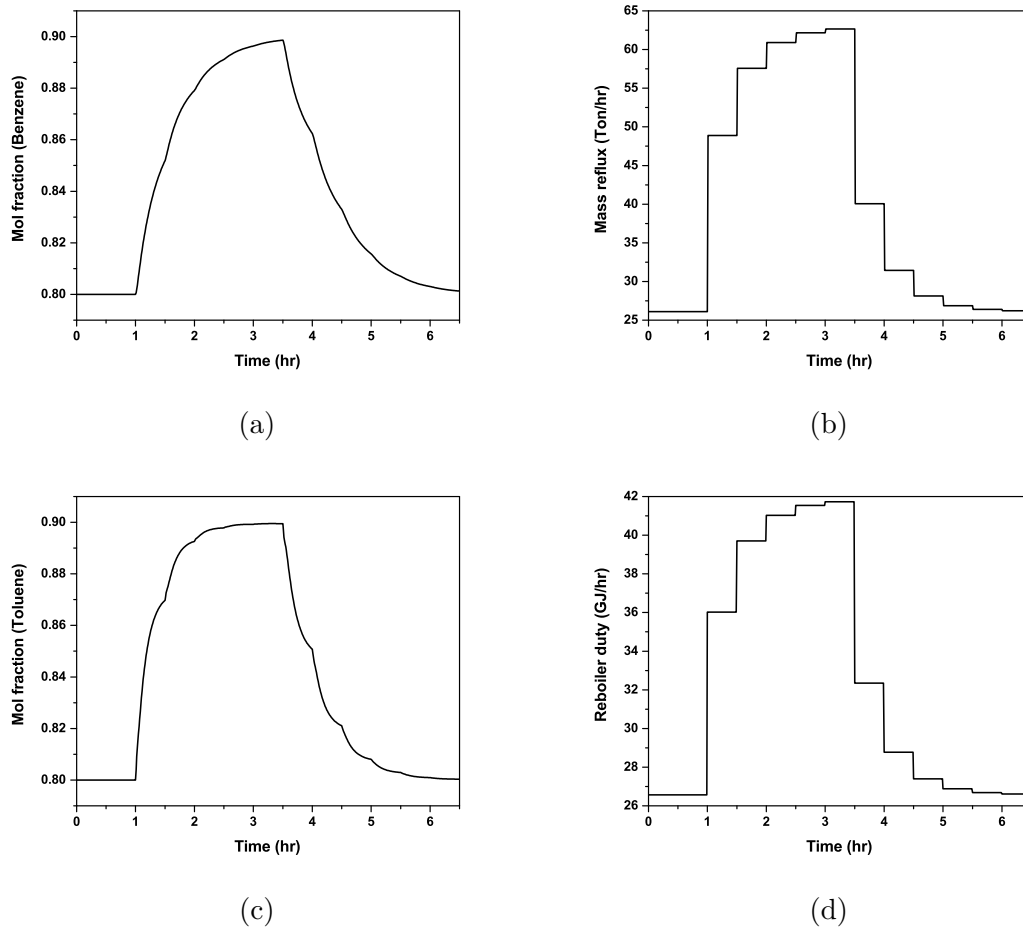 0.90
0.88
0.86
0.84
0.82
0.80
Mol fraction (Benzene)
0 1 2 3 4 5 6
Time (hr)
(a)
65
60
55
50
45
40
35
30
25
Mass reflux (Ton/hr)
0 1 2 3 4 5 6
Time (hr)
(b)
0.90
0.88
0.86
0.84
0.82
0.80
Mol fraction (Toluene)
0 1 2 3 4 5 6
Time (hr)
(c)
42
40
38
36
34
32
30
28
26
Reboiler duty (GJ/hr)
0 1 2 3 4 5 6
Time (hr)
(d)